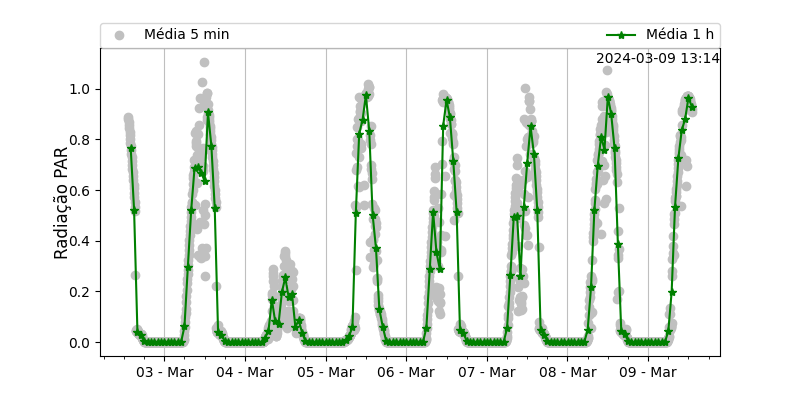 Média 5 min
Média 1 h
2024-03-09 13:14
Radiação PAR
1.0
0.8
0.6
0.4
0.2
0.0
03 - Mar
04 - Mar
05 - Mar
06 - Mar
07 - Mar
08 - Mar
09 - Mar